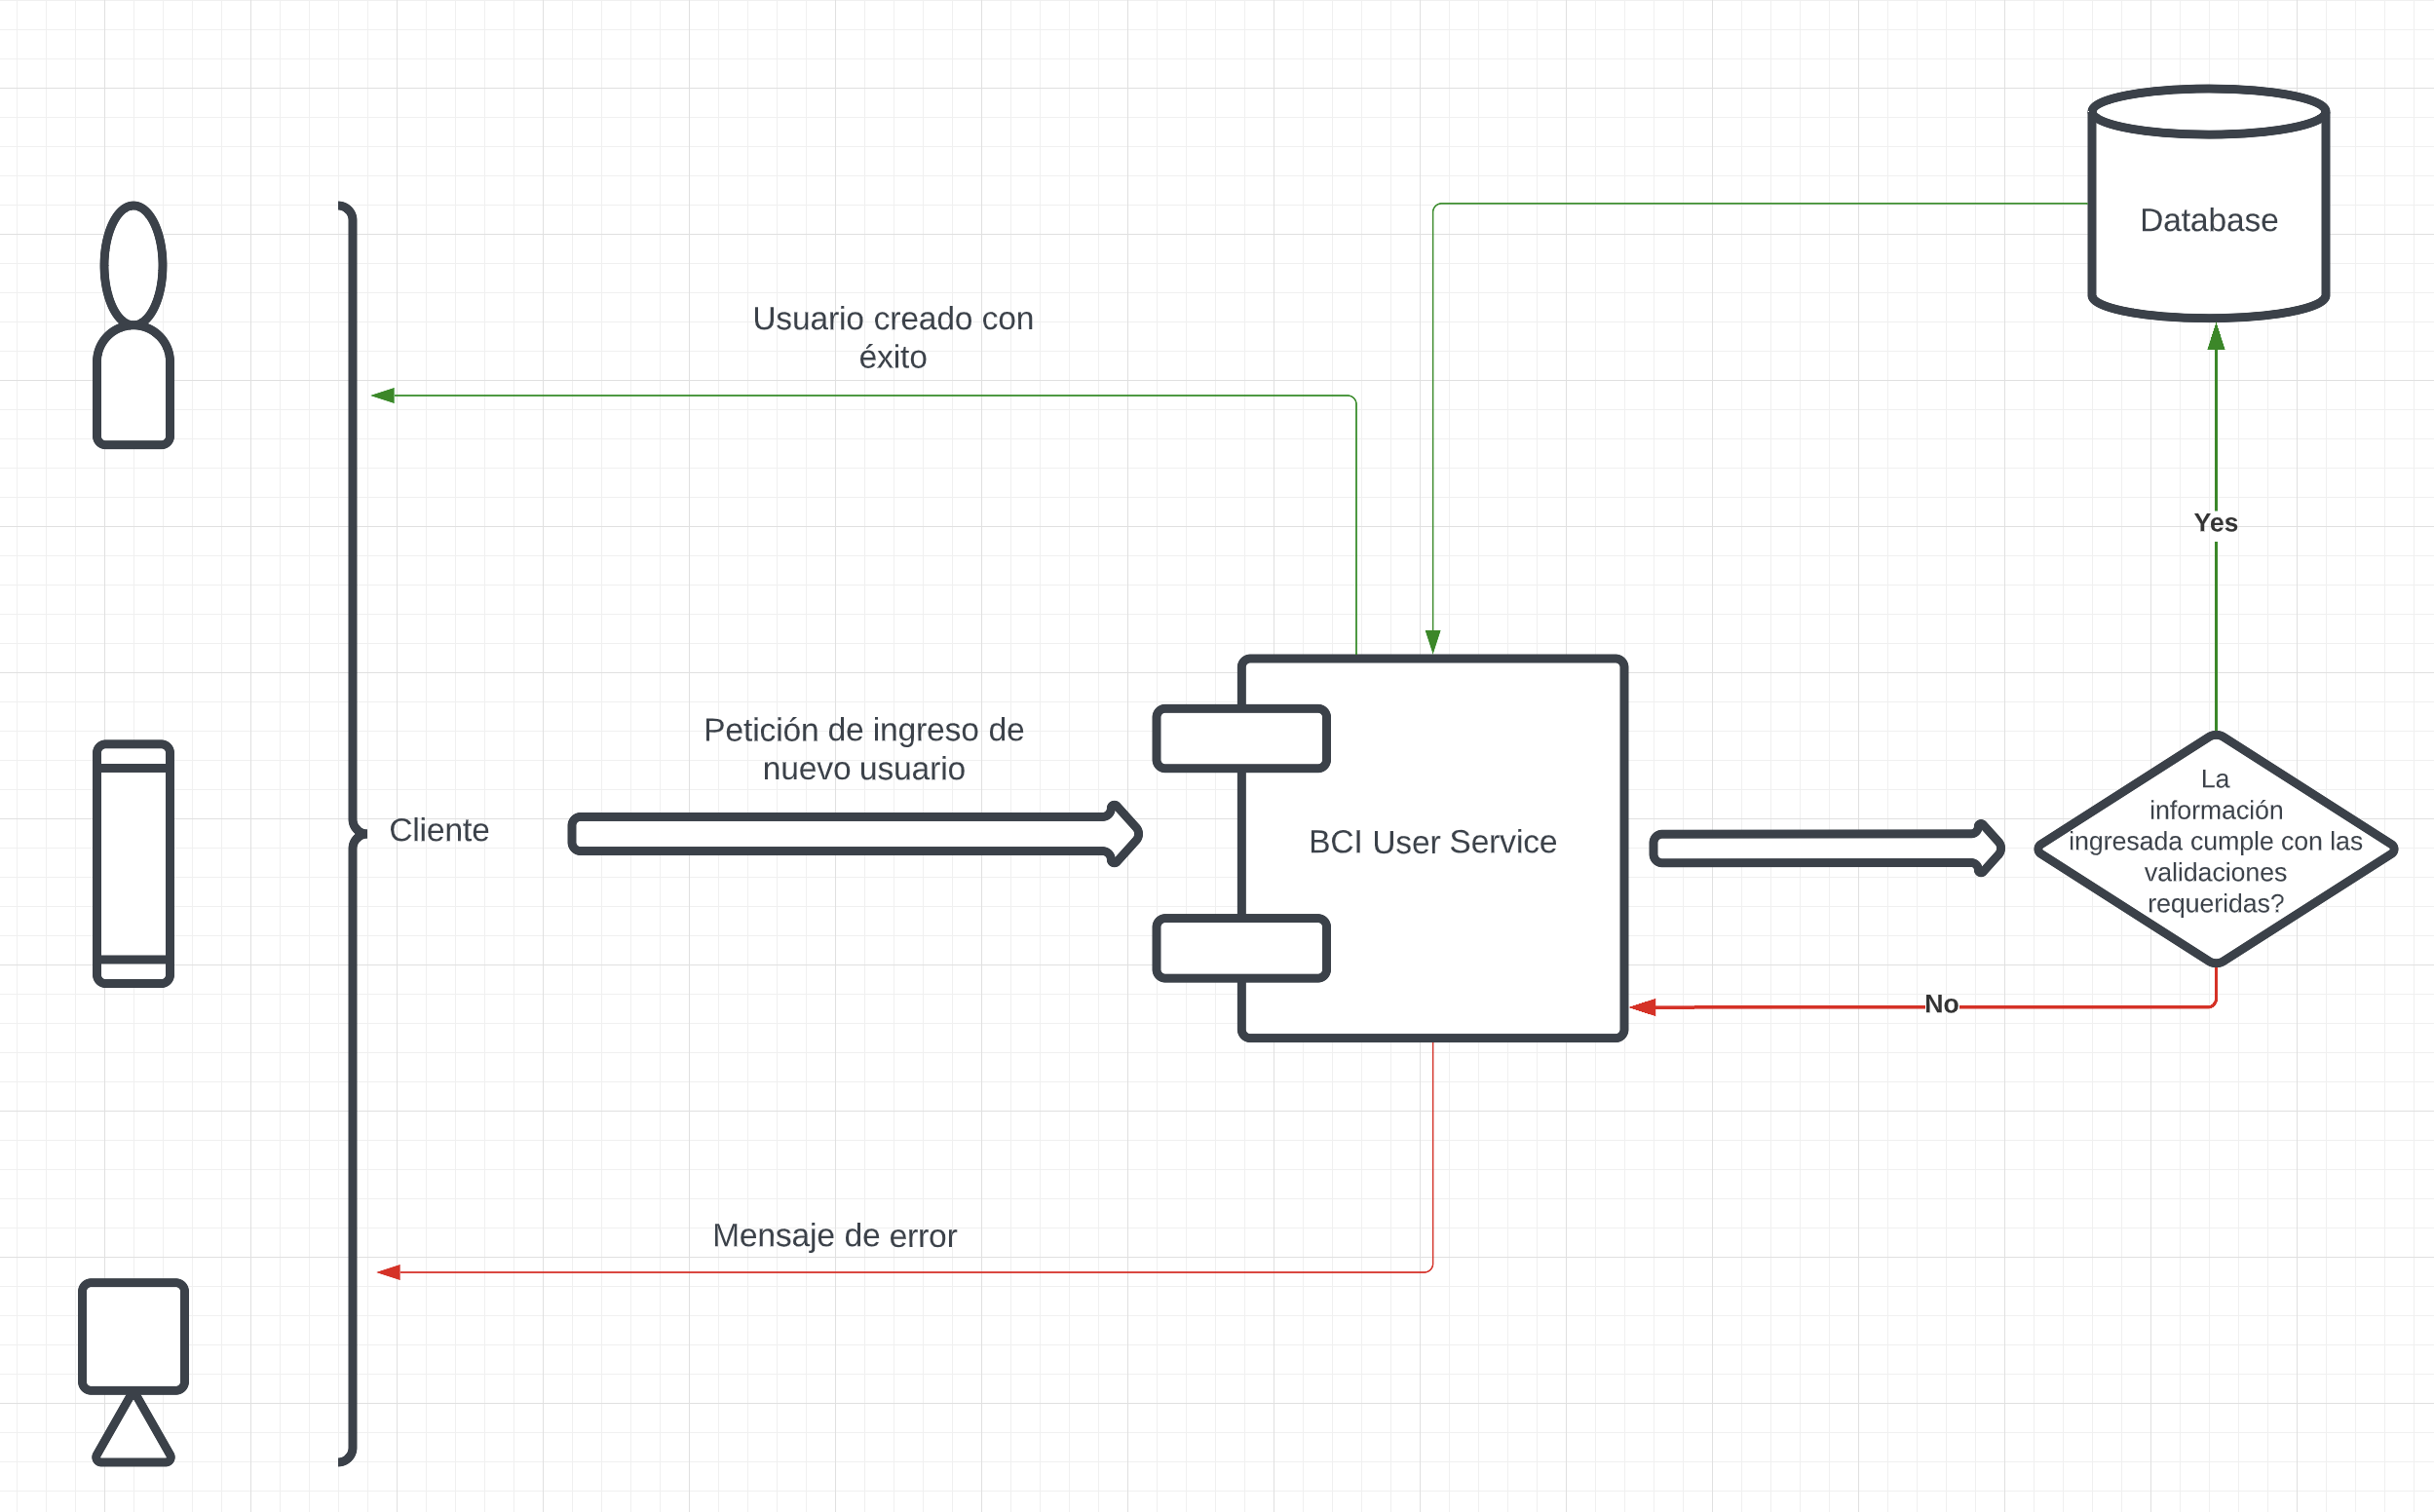 Database
Usuario creado con
éxito
Yes
Petición de ingreso de
nuevo usuario
Cliente
BCI User Service
La
información
ingresada cumple con las
validaciones
requeridas?
No
Mensaje de error